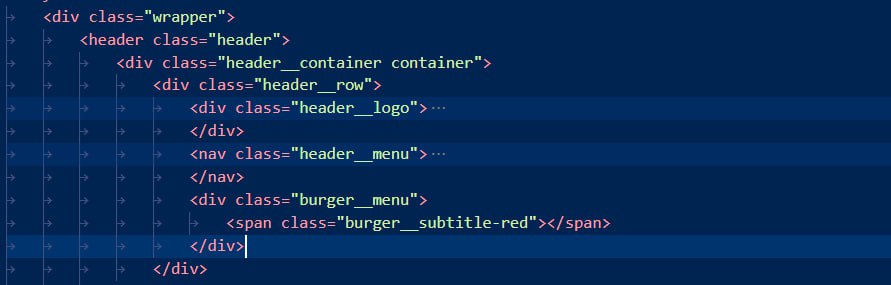 <div class="wrapper">
<header class="header">
<div class="header__container container">
<div class="header__row">
<div class="header__logo">···
</div>
<nav class="header__menu">···
</nav>
<div class="burger__menu">
<span class="burger__subtitle-red"></span>
</div>
</div>